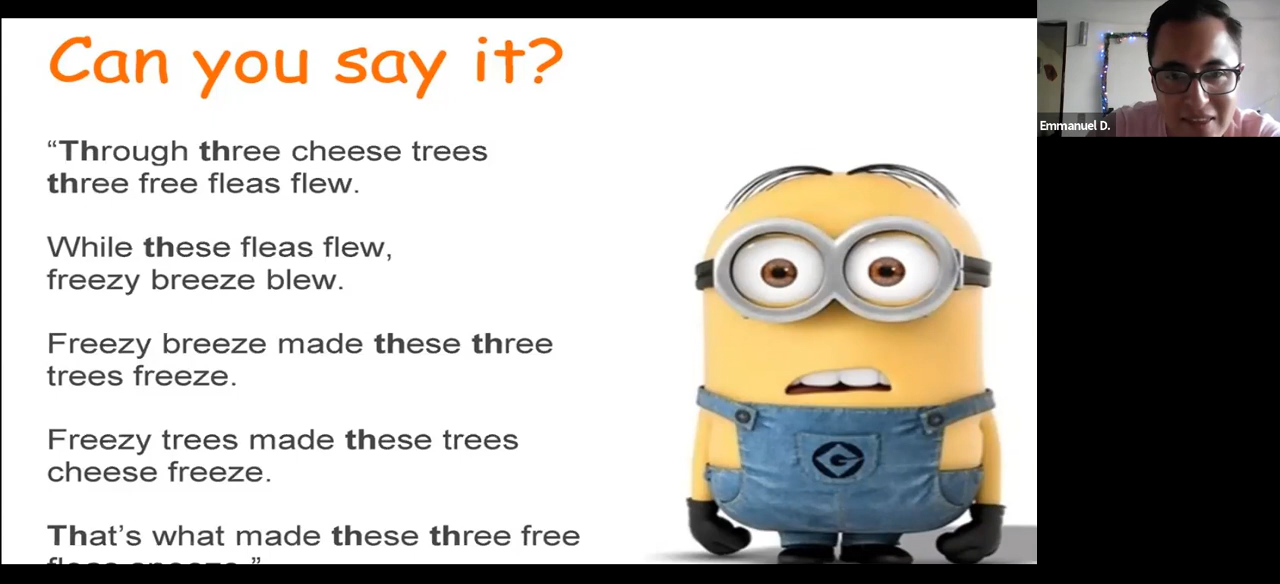 Can you say it?
“Through three cheese trees
three free fleas flew.
While these fleas flew,
freezy breeze blew.
Freezy breeze made these three
trees freeze.
Freezy trees made these trees
cheese freeze.
That’s what made these three free
Emmanuel D.